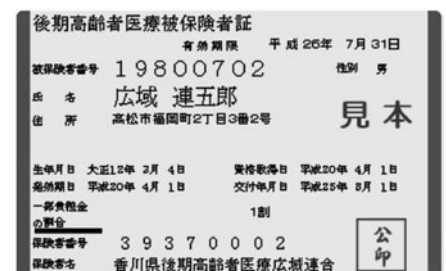 後期高齢者医療被保険者証
有効期限 平成26年 7月31日
被保険者番号 19800702 性別 男
氏名 広域 連五郎
住所 高松市福岡町2丁目3番2号
見本
生年月日 大正12年 2月 4日 資格取得日 平成20年 4月 1日
発効期日 平成20年 4月 1日 交付年月日 平成25年 8月 1日
一部負担金
の割合 1割
保険者番号 39370002
保険者名 香川県後期高齢者医療広域連合
公印